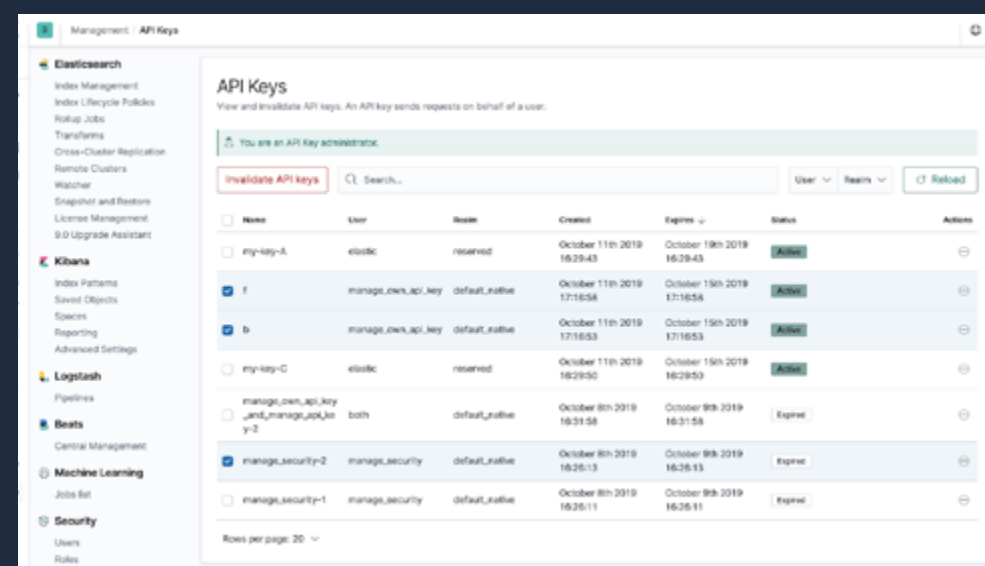 Management / API Keys
Elasticsearch
Index Management
Index Lifecycle Policies
Rollup Jobs
Transforms
Cross-Cluster Replication
Remote Clusters
Watcher
Snapshot and Restore
License Management
9.0 Upgrade Assistant
Kibana
Index Patterns
Saved Objects
Spaces
Reporting
Advanced Settings
Logstash
Pipelines
Beats
Central Management
Machine Learning
Jobs list
Security
Users
Roles
API Keys
View and invalidate API keys. An API key sends requests on behalf of a user.
You are an API Key administrator.
Invalidate API keys
Search...
User
Realm
Reload
Name User Realm Created Expires Status Actions
my-key-A elastic reserved October 11th 2019 October 19th 2019 Active
16:29:43 16:29:43
f manage_own_api_key default_native October 11th 2019 October 15th 2019 Active
17:16:58 17:16:58
b manage_own_api_key default_native October 11th 2019 October 15th 2019 Active
17:16:53 17:16:53
my-key-C elastic reserved October 11th 2019 October 15th 2019 Active
16:29:50 16:29:50
manage_own_api_key
_and_manage_api_ke both default_native October 8th 2019 October 9th 2019 Expired
y-2 16:31:58 16:31:58
manage_security-2 manage_security default_native October 8th 2019 October 9th 2019 Expired
16:26:13 16:26:13
manage_security-1 manage_security default_native October 8th 2019 October 9th 2019 Expired
16:26:11 16:26:11
Rows per page: 20